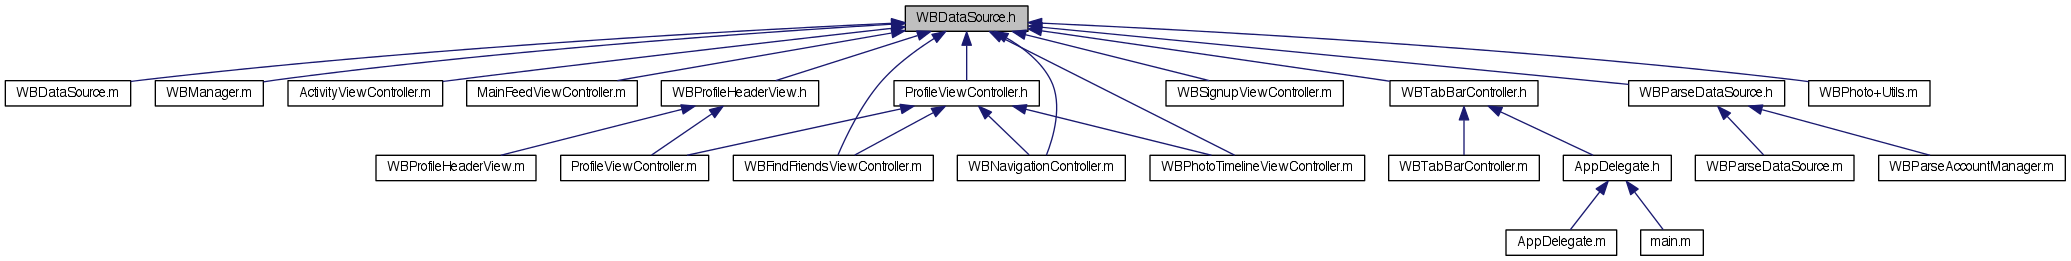 WBDataSource.h
WBDataSource.m
WBManager.m
ActivityViewController.m
MainFeedViewController.m
WBProfileHeaderView.h
ProfileViewController.h
WBSignupViewController.m
WBTabBarController.h
WBParseDataSource.h
WBPhoto+Utils.m
WBProfileHeaderView.m
ProfileViewController.m
WBFindFriendsViewController.m
WBNavigationController.m
WBPhotoTimelineViewController.m
WBTabBarController.m
AppDelegate.h
WBParseDataSource.m
WBParseAccountManager.m
AppDelegate.m
main.m